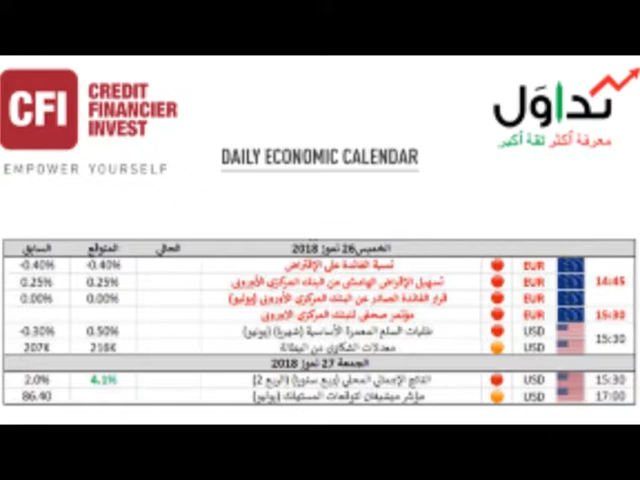 CFI
CREDIT
FINANCIER
INVEST
EMPOWER YOURSELF
تداول
معرفة أكثر ثقة أكبر
DAILY ECONOMIC CALENDAR
الخميس 26 تموز 2018 الحالي المتوقع السابق
14:45 EUR نسبة الفائدة على الإقتراض -0.40% -0.40%
EUR تسهيل الإقراض الهامشي من البنك المركزي الأوروبي 0.25% 0.25%
EUR قرار الفائدة الصادر عن البنك المركزي الأوروبي (يوليو) 0.00% 0.00%
15:30 EUR مؤتمر صحفي للبنك المركزي الاوروبي
15:30 USD طلبات السلع المعمرة الأساسية (شهريا) (يونيو) 0.50% -0.30%
USD معدلات الشكاوى من البطالة 216K 207K
الجمعة 27 تموز 2018
15:30 USD الناتج الإجمالي المحلي (ربع سنويا) (الربع 2) 4.1% 2.0%
17:00 USD مؤشر ميشيغان لتوقعات المستهلك (يوليو) 86.40